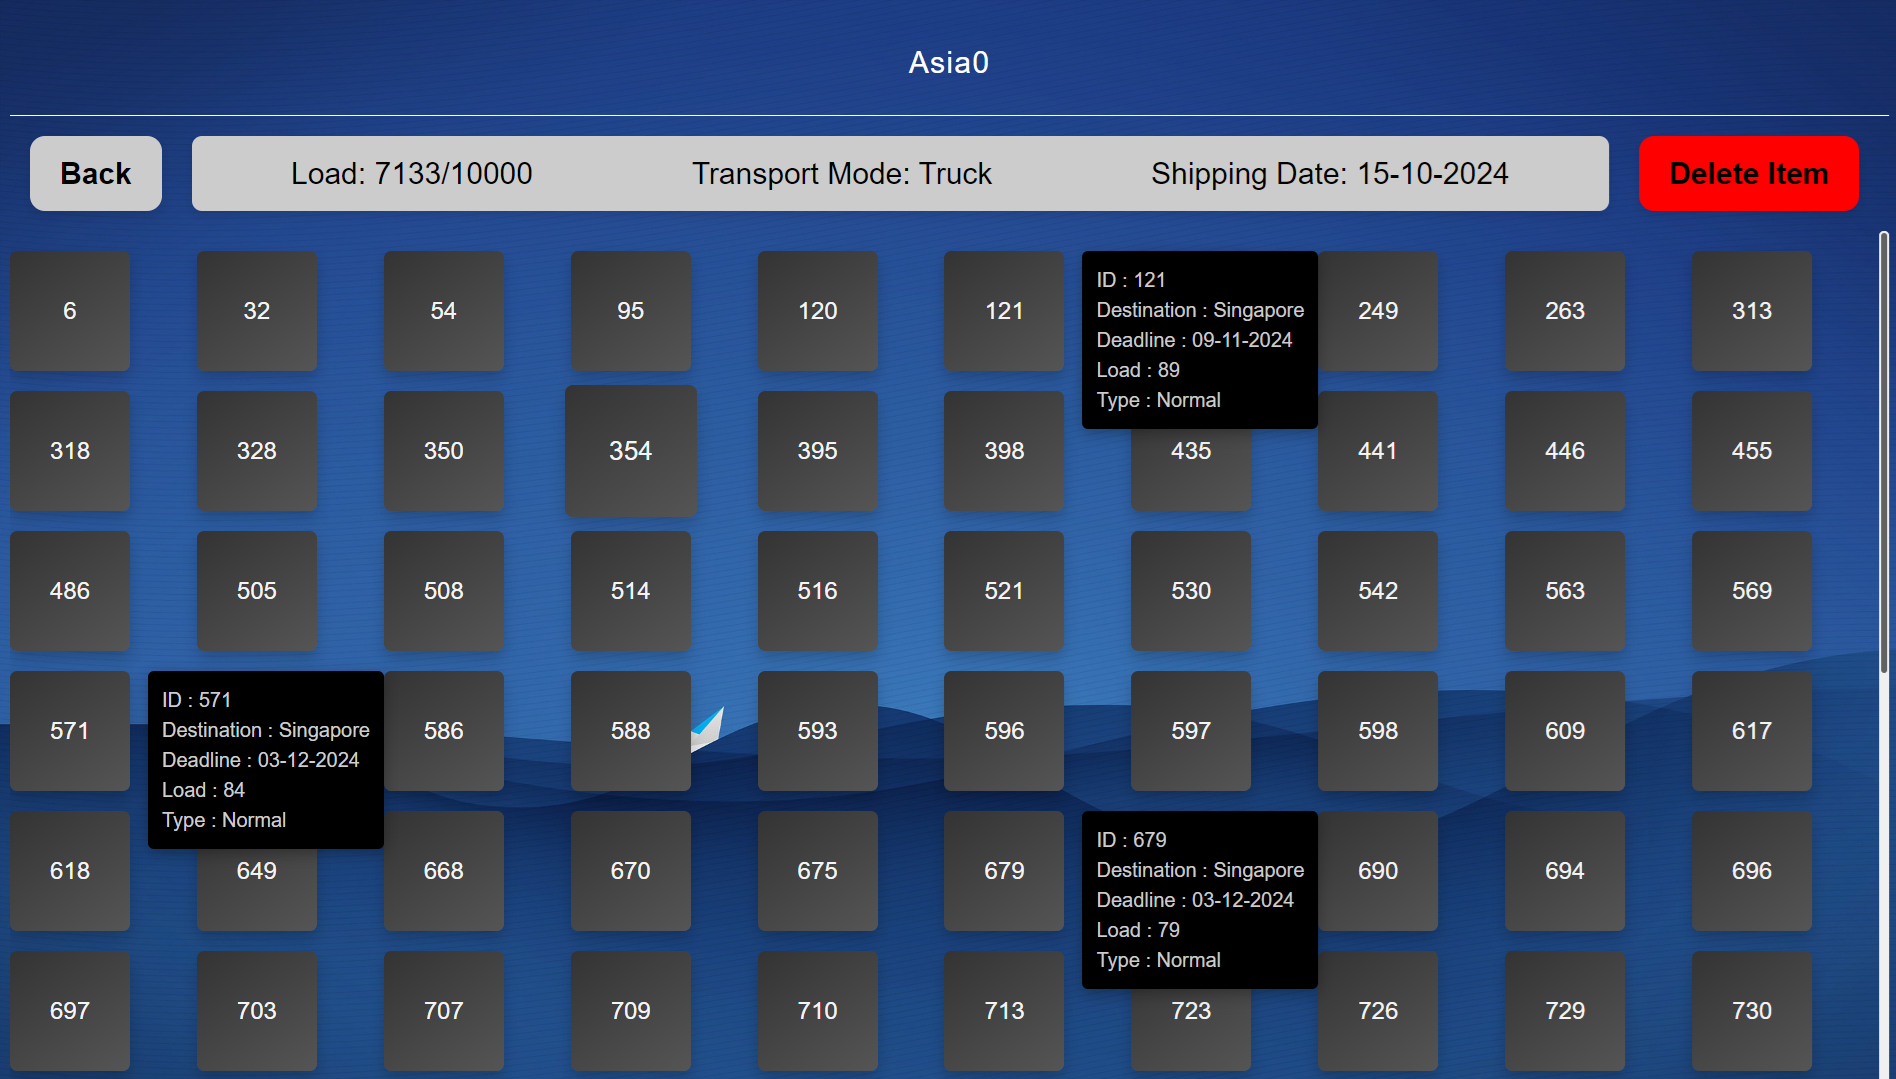 Asia0
Back
Load: 7133/10000
Transport Mode: Truck
Shipping Date: 15-10-2024
Delete Item
6 32 54 95 120 121 249 263 313
ID : 121
Destination : Singapore
Deadline : 09-11-2024
Load : 89
Type : Normal
318 328 350 354 395 398 435 441 446 455
486 505 508 514 516 521 530 542 563 569
571 586 588 593 596 597 598 609 617
ID : 571
Destination : Singapore
Deadline : 03-12-2024
Load : 84
Type : Normal
618 649 668 670 675 679 690 694 696
ID : 679
Destination : Singapore
Deadline : 03-12-2024
Load : 79
Type : Normal
697 703 707 709 710 713 723 726 729 730